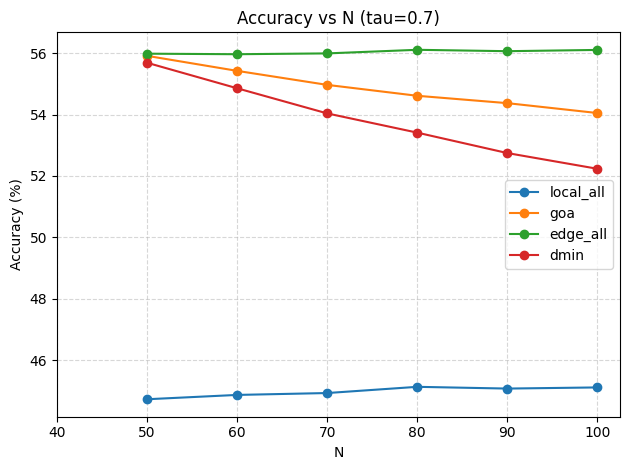 Accuracy vs N (tau=0.7)
Accuracy (%)
56
54
52
50
48
46
local_all
goa
edge_all
dmin
40 50 60 70 80 90 100
N